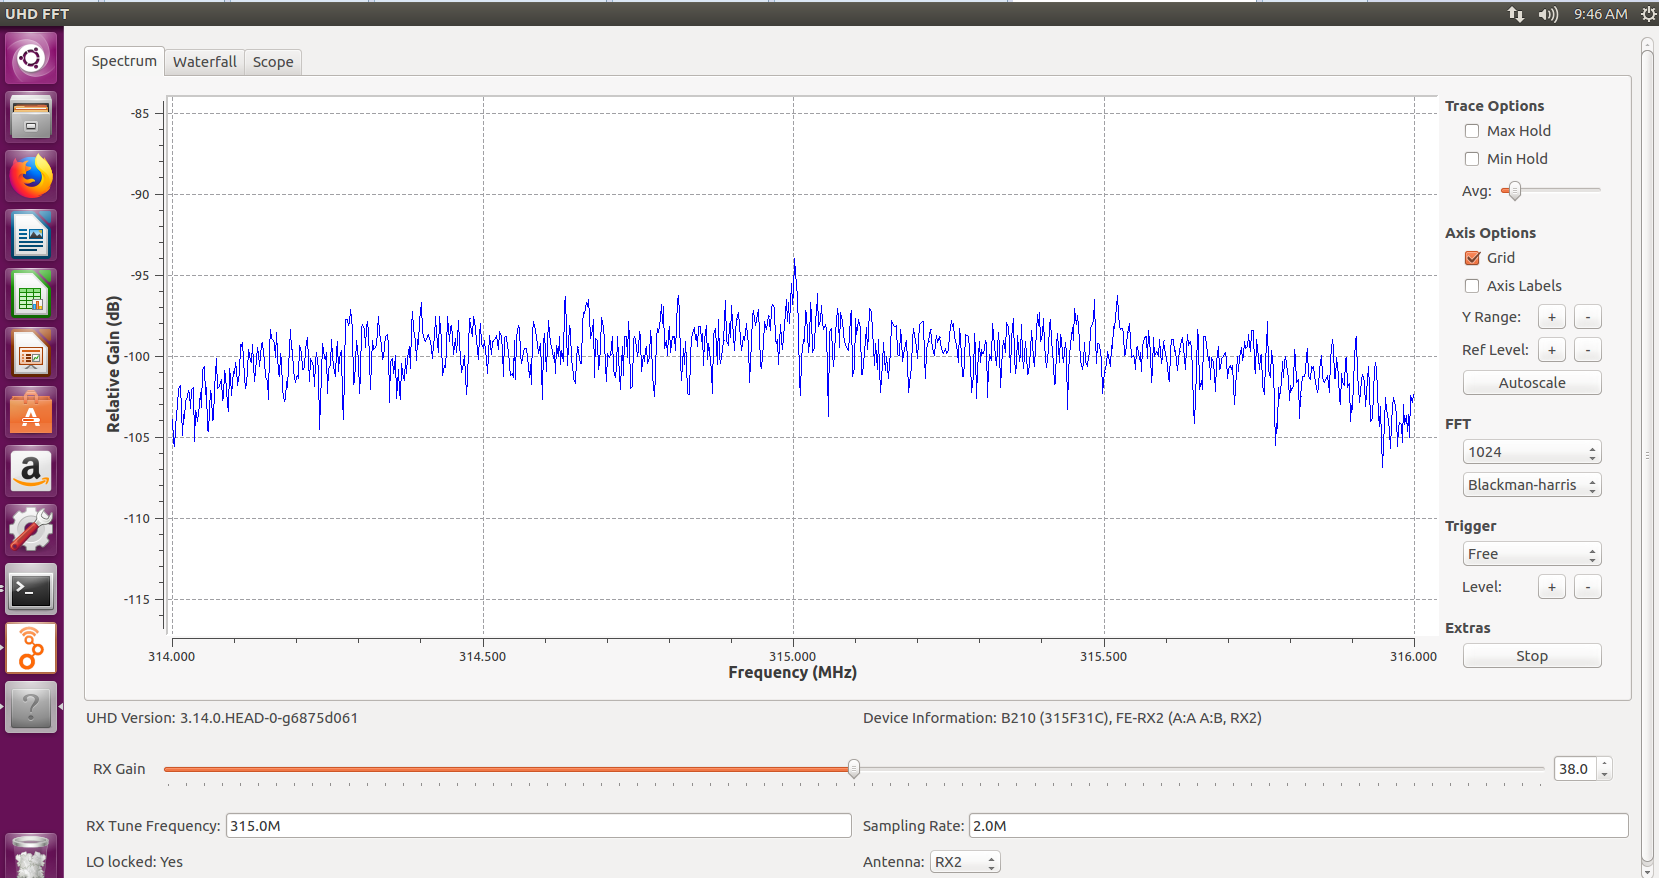 UHD FFT 9:46 AM
Spectrum Waterfall Scope
Trace Options
Max Hold
Min Hold
Avg:
Axis Options
Grid
Axis Labels
Y Range: + -
Ref Level: + -
Autoscale
FFT
1024
Blackman-harris
Trigger
Free
Level: + -
Extras
Stop
Relative Gain (dB)
-85
-90
-95
-100
-105
-110
-115
314.000 314.500 315.000 315.500 316.000
Frequency (MHz)
UHD Version: 3.14.0.HEAD-0-g6875d061 Device Information: B210 (315F31C), FE-RX2 (A:A A:B, RX2)
RX Gain 38.0
RX Tune Frequency: 315.0M Sampling Rate: 2.0M
LO locked: Yes Antenna: RX2